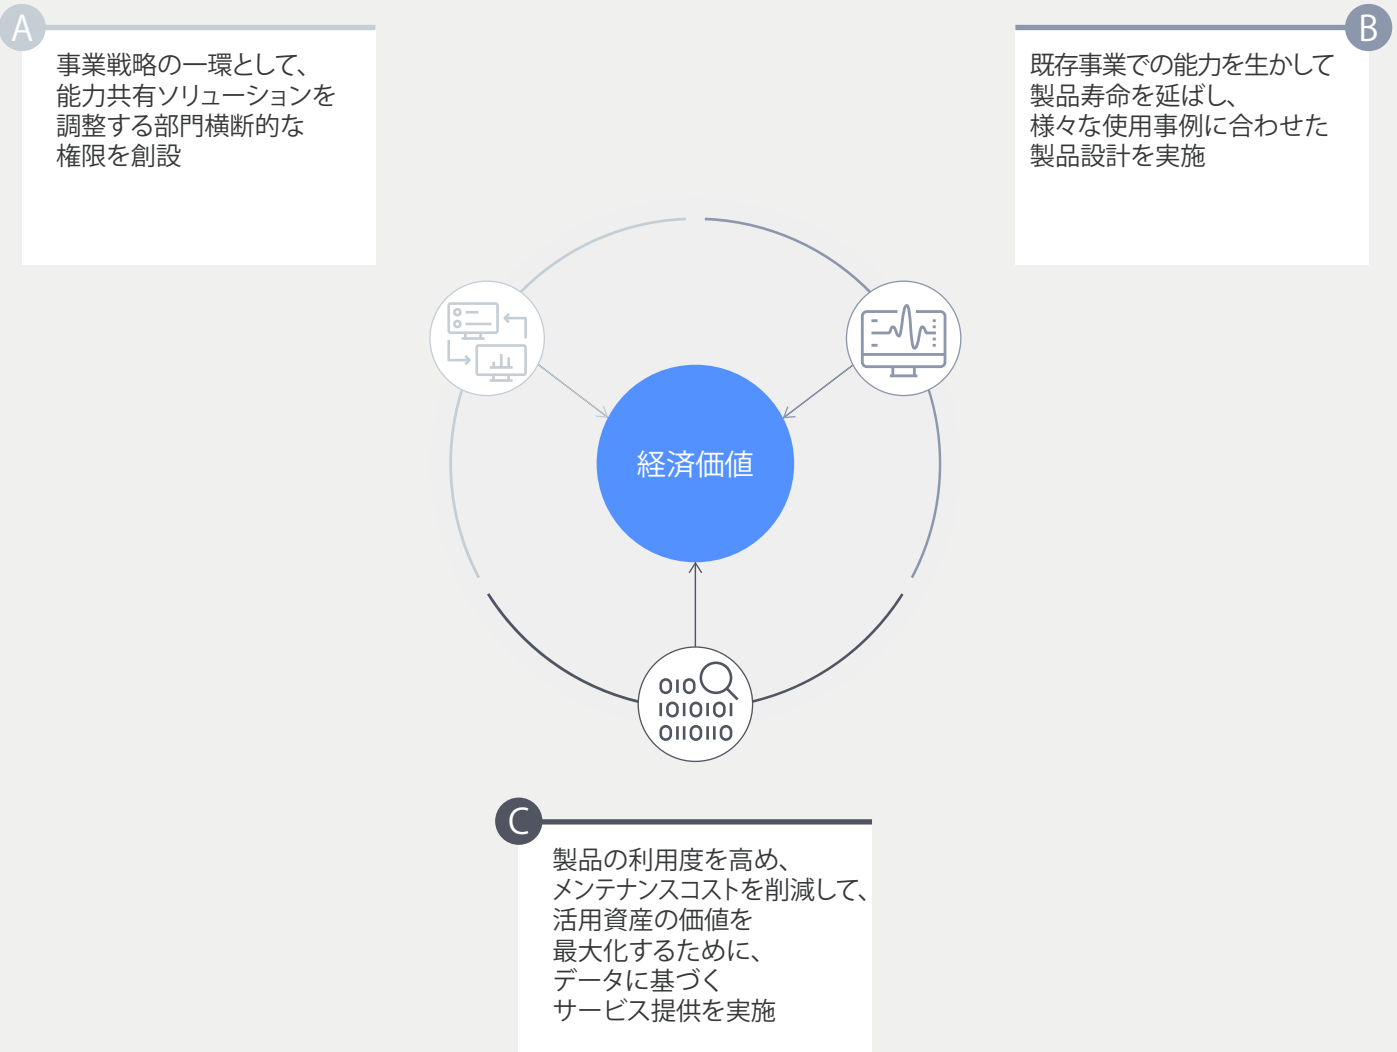 A
事業戦略の一環として、
能力共有ソリューションを
調整する部門横断的な
権限を創設
B
既存事業での能力を生かして
製品寿命を延ばし、
様々な使用事例に合わせた
製品設計を実施
経済価値
010
1010101
0110110
C
製品の利用度を高め、
メンテナンスコストを削減して、
活用資産の価値を
最大化するために、
データに基づく
サービス提供を実施